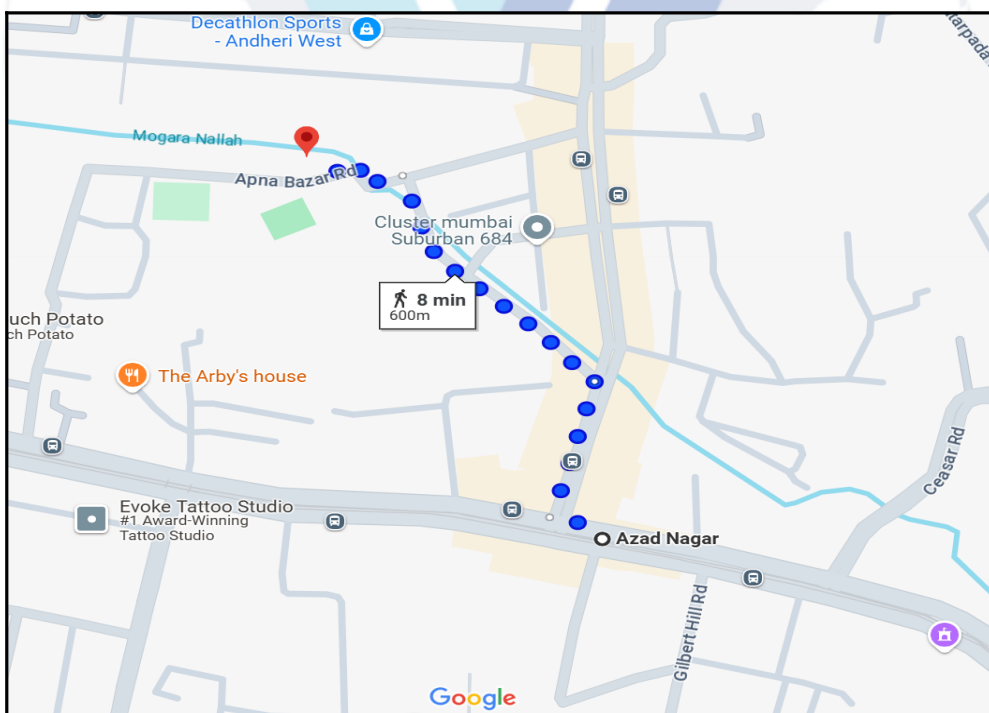 Decathlon Sports
- Andheri West
Mogara Nallah
Apna Bazar Rd
Cluster mumbai
Suburban 684
8 min
600m
uch Potato
ch Potato
The Arby's house
Ceasar Rd
Evoke Tattoo Studio
#1 Award-Winning
Tattoo Studio
Azad Nagar
Gilbert Hill Rd
Google